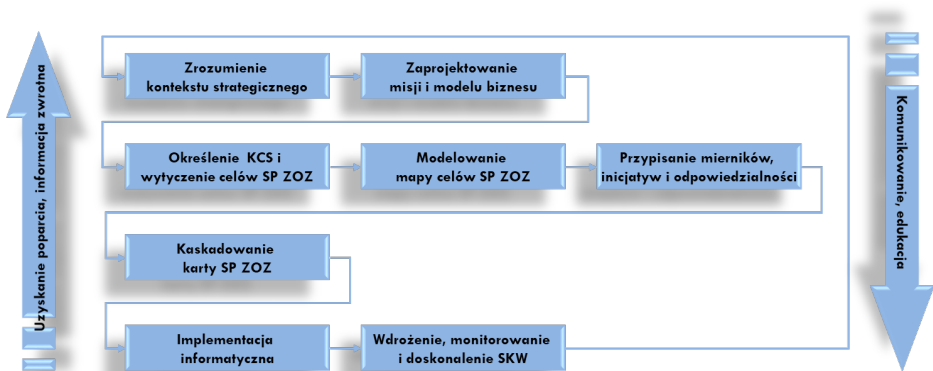 Uzyskanie poparcia, informacja zwrotna
Zrozumienie
kontekstu strategicznego
Zaprojektowanie
misji i modelu biznesu
Określenie KCS i
wytyczenie celów SP ZOZ
Modelowanie
mapy celów SP ZOZ
Przypisanie mierników,
inicjatyw i odpowiedzialności
Kaskadowanie
karty SP ZOZ
Implementacja
informatyczna
Wdrożenie, monitorowanie
i doskonalenie SKW
Komunikowanie, edukacja